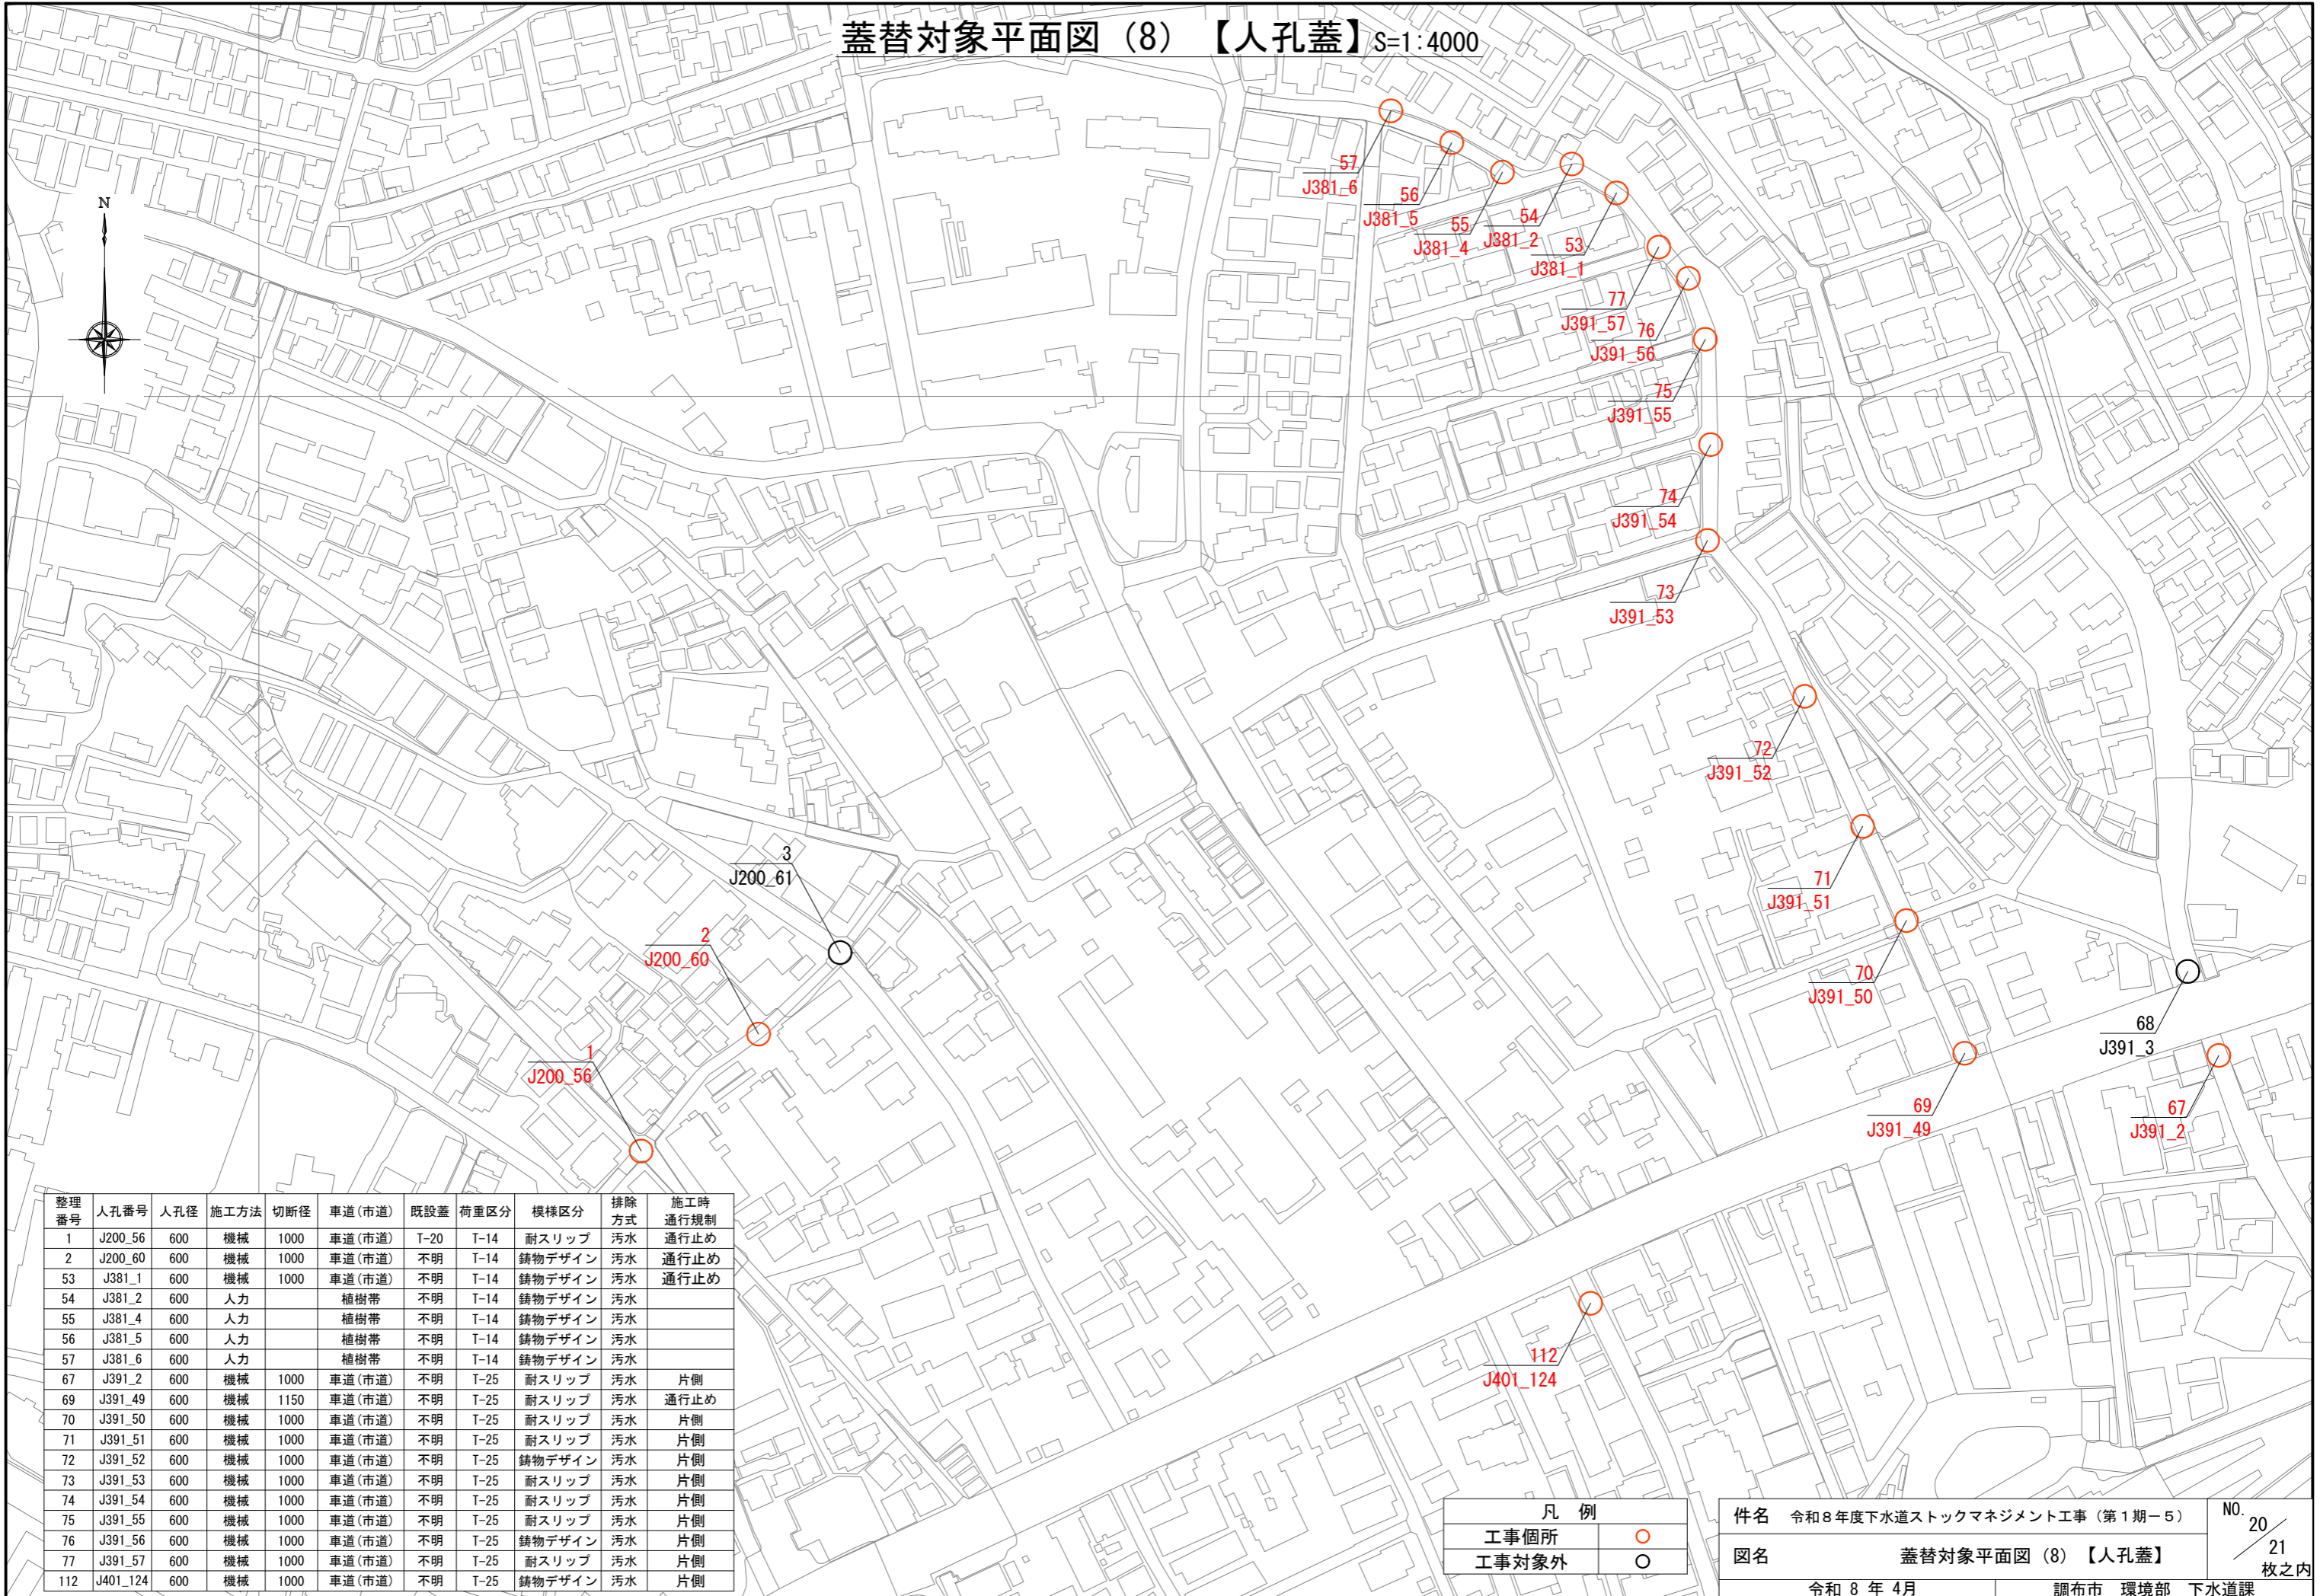 蓋替対象平面図（8）【人孔蓋】S=1:4000
N
57
J381_6
56
J381_5
55
J381_4
54
J381_2
53
J381_1
77
J391_57
76
J391_56
75
J391_55
74
J391_54
73
J391_53
72
J391_52
71
J391_51
70
J391_50
69
J391_49
68
J391_3
67
J391_2
3
J200_61
2
J200_60
1
J200_56
112
J401_124
整理番号 人孔番号 人孔径 施工方法 切断径 車道(市道) 既設蓋 荷重区分 模様区分 排除方式 施工時通行規制
1 J200_56 600 機械 1000 車道(市道) T-20 T-14 耐スリップ 汚水 通行止め
2 J200_60 600 機械 1000 車道(市道) 不明 T-14 鋳物デザイン 汚水 通行止め
53 J381_1 600 機械 1000 車道(市道) 不明 T-14 鋳物デザイン 汚水 通行止め
54 J381_2 600 人力 植樹帯 不明 T-14 鋳物デザイン 汚水
55 J381_4 600 人力 植樹帯 不明 T-14 鋳物デザイン 汚水
56 J381_5 600 人力 植樹帯 不明 T-14 鋳物デザイン 汚水
57 J381_6 600 人力 植樹帯 不明 T-14 鋳物デザイン 汚水
67 J391_2 600 機械 1000 車道(市道) 不明 T-25 耐スリップ 汚水 片側
69 J391_49 600 機械 1150 車道(市道) 不明 T-25 耐スリップ 汚水 通行止め
70 J391_50 600 機械 1000 車道(市道) 不明 T-25 耐スリップ 汚水 片側
71 J391_51 600 機械 1000 車道(市道) 不明 T-25 耐スリップ 汚水 片側
72 J391_52 600 機械 1000 車道(市道) 不明 T-25 鋳物デザイン 汚水 片側
73 J391_53 600 機械 1000 車道(市道) 不明 T-25 耐スリップ 汚水 片側
74 J391_54 600 機械 1000 車道(市道) 不明 T-25 耐スリップ 汚水 片側
75 J391_55 600 機械 1000 車道(市道) 不明 T-25 耐スリップ 汚水 片側
76 J391_56 600 機械 1000 車道(市道) 不明 T-25 鋳物デザイン 汚水 片側
77 J391_57 600 機械 1000 車道(市道) 不明 T-25 耐スリップ 汚水 片側
112 J401_124 600 機械 1000 車道(市道) 不明 T-25 鋳物デザイン 汚水 片側
凡 例
工事個所
工事対象外
件名 令和８年度下水道ストックマネジメント工事（第１期－５）
NO. 20/21 枚之内
図名 蓋替対象平面図（8）【人孔蓋】
令和 8 年 4月 調布市 環境部 下水道課